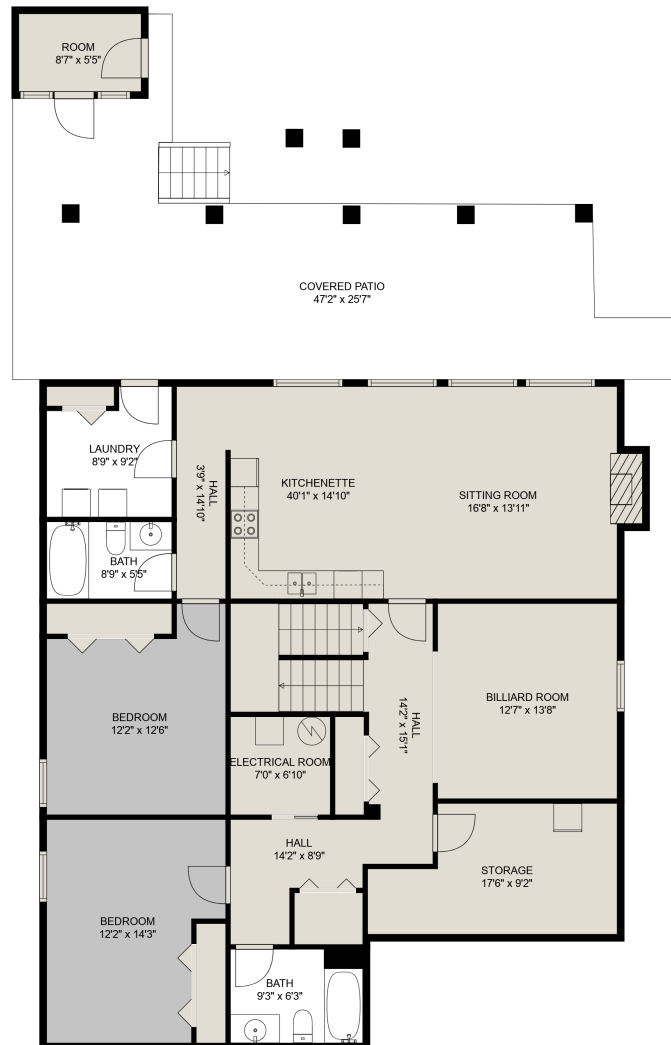 ROOM
8'7" x 5'5"
COVERED PATIO
47'2" x 25'7"
LAUNDRY
8'9" x 9'2"
HALL
3'9" x 14'10"
KITCHENETTE
40'1" x 14'10"
SITTING ROOM
16'8" x 13'11"
BATH
8'9" x 5'5"
BEDROOM
12'2" x 12'6"
HALL
14'2" x 15'1"
BILLIARD ROOM
12'7" x 13'8"
ELECTRICAL ROOM
7'0" x 6'10"
HALL
14'2" x 8'9"
STORAGE
17'6" x 9'2"
BEDROOM
12'2" x 14'3"
BATH
9'3" x 6'3"